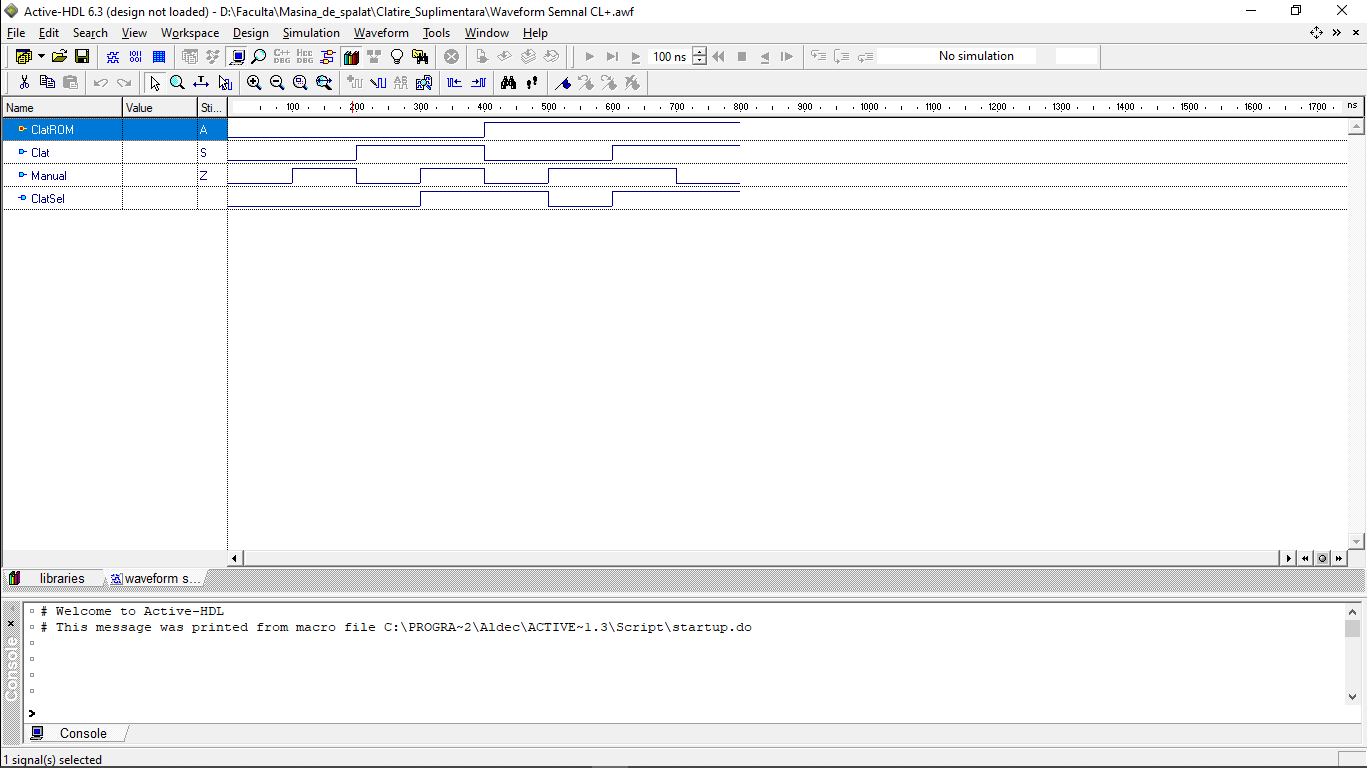 Active-HDL 6.3 (design not loaded) - D:\Faculta\Masina_de_spalat\Clatire_Suplimentara\Waveform Semnal CL+.awf
File Edit Search View Workspace Design Simulation Waveform Tools Window Help
C++ DBG HCC DBG 100 ns No simulation
AR
Name Value Sti... 100 200 300 400 500 600 700 800 900 1000 1100 1200 1300 1400 1500 1600 1700 ns
ClatROM A
Clat S
Manual Z
ClatSel
libraries waveform s...
# Welcome to Active-HDL
# This message was printed from macro file C:\PROGRA~2\Aldec\ACTIVE~1.3\Script\startup.do
Console
>
Console
1 signal(s) selected